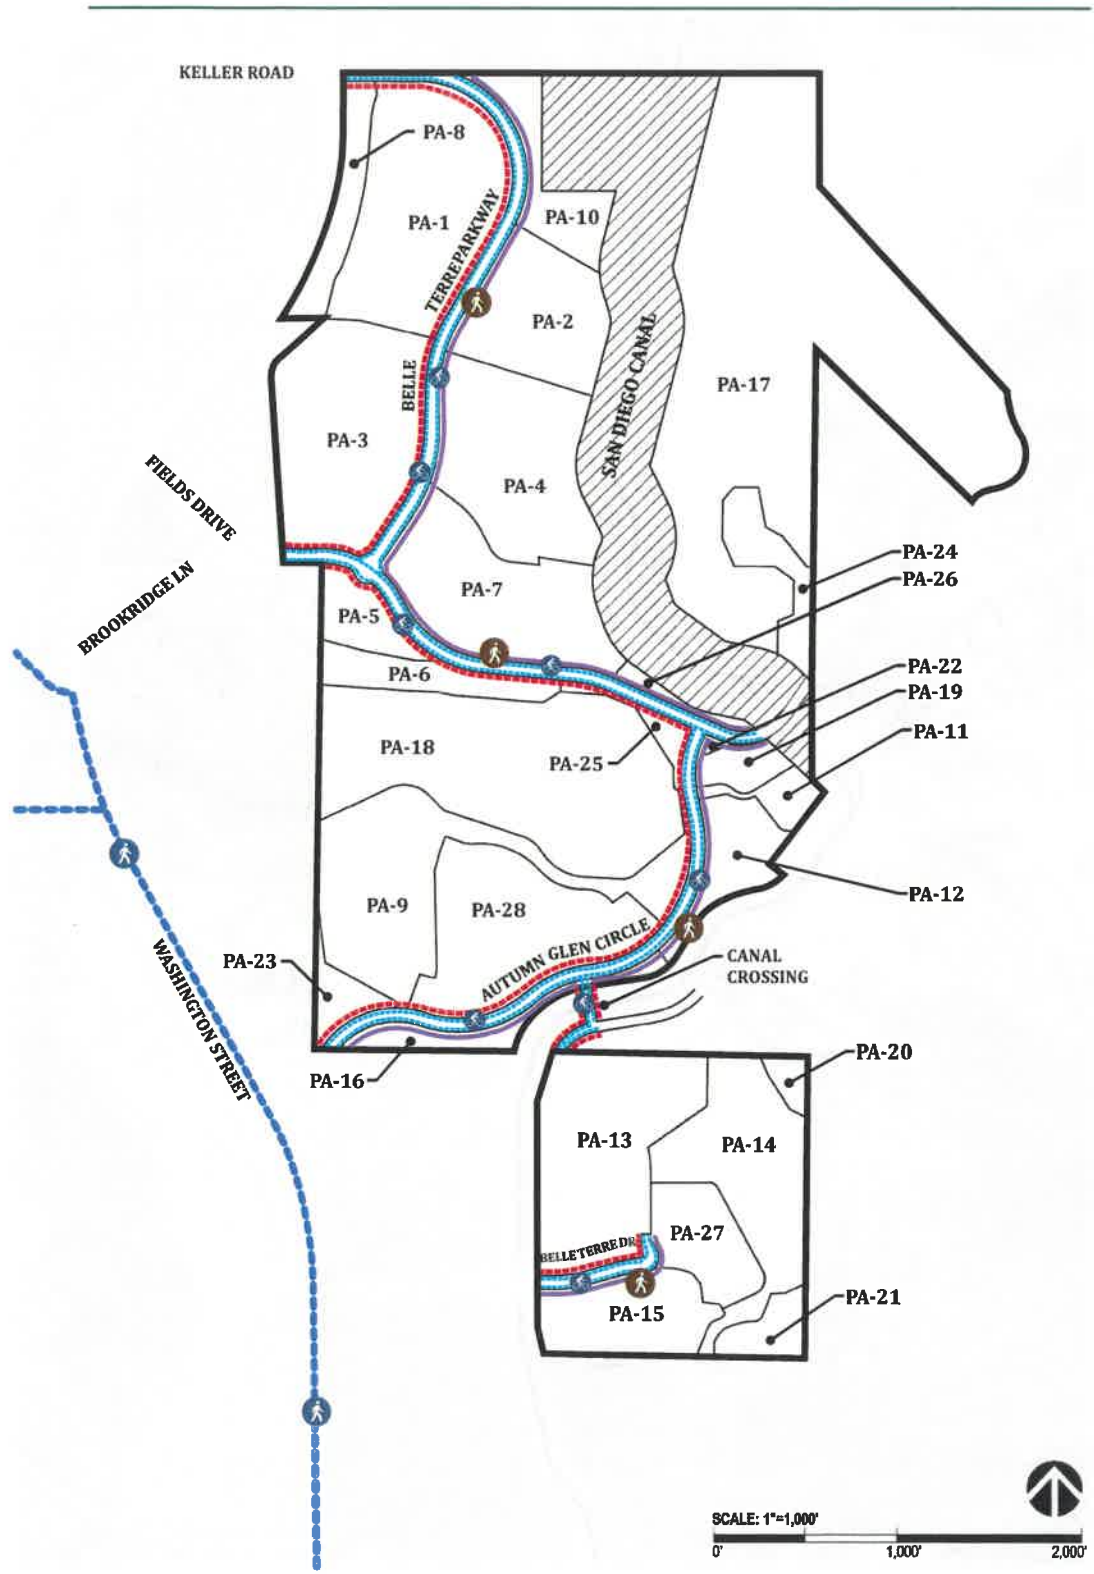 KELLER ROAD
PA-8
PA-1
PA-10
TERRE PARKWAY
PA-2
SAN DIEGO CANAL
PA-17
BELLE
PA-3
PA-4
FIELDS DRIVE
PA-24
PA-26
BROOKRIDGE LN
PA-7
PA-5
PA-22
PA-6
PA-19
PA-11
PA-18
PA-25
PA-12
PA-9
PA-28
AUTUMN GLEN CIRCLE
CANAL
CROSSING
PA-23
WASHINGTON STREET
PA-16
PA-20
PA-13
PA-14
PA-27
BELLE TERRE DR
PA-21
PA-15
SCALE: 1"=1,000'
0'
1,000'
2,000'